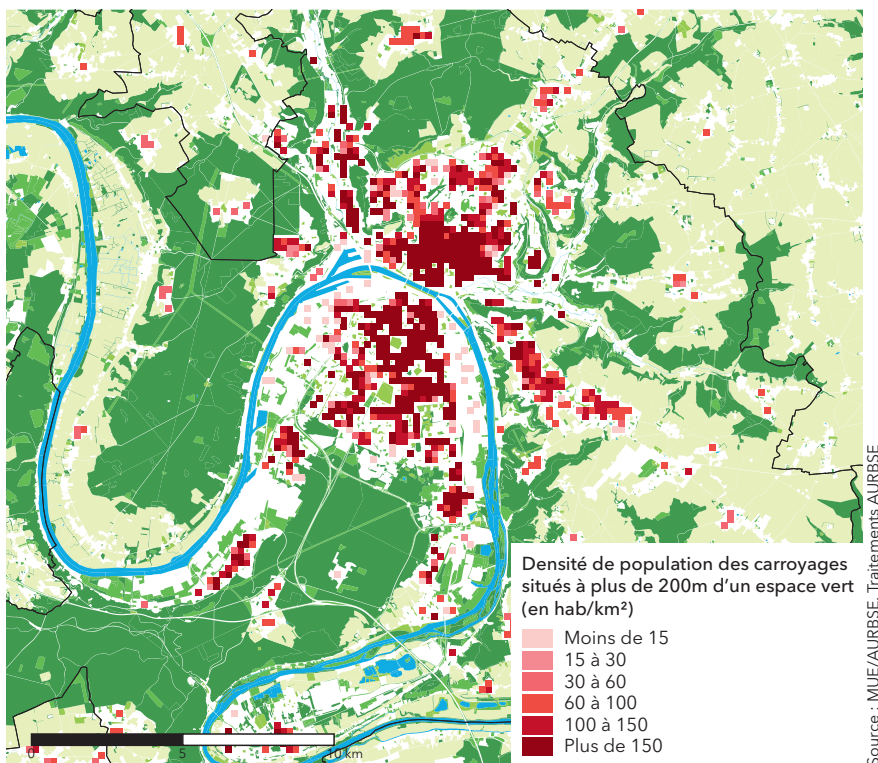 Densité de population des carroyages
situés à plus de 200m d'un espace vert
(en hab/km²)
Moins de 15
15 à 30
30 à 60
60 à 100
100 à 150
Plus de 150
0 5 10 km
Source : MUE/AURBSE, Traitements AURBSE